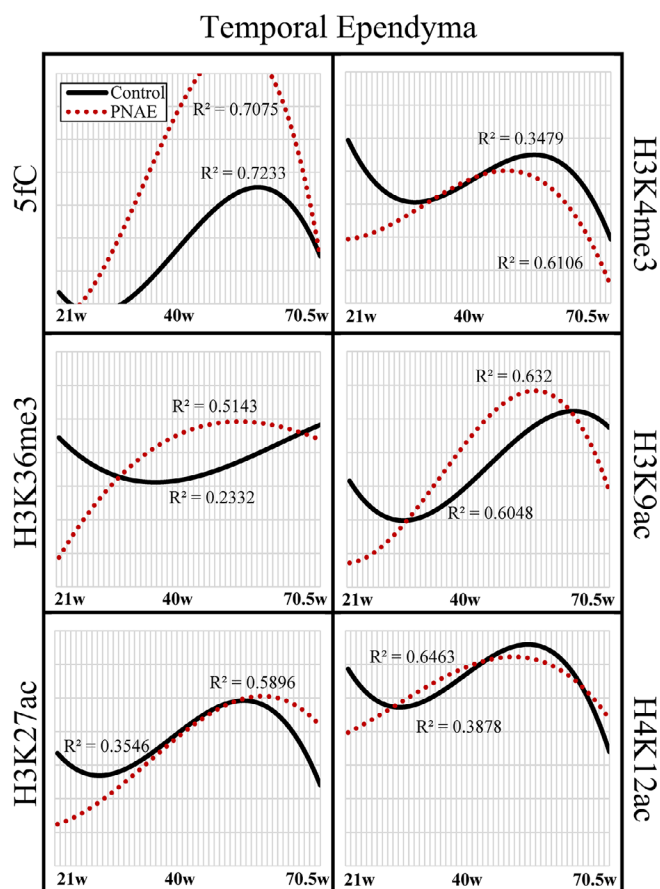 Temporal Ependyma
5fC
Control
PNAE
R² = 0.7075
R² = 0.7233
21w 40w 70.5w
H3K4me3
R² = 0.3479
R² = 0.6106
21w 40w 70.5w
H3K36me3
R² = 0.5143
R² = 0.2332
21w 40w 70.5w
H3K9ac
R² = 0.632
R² = 0.6048
21w 40w 70.5w
H3K27ac
R² = 0.5896
R² = 0.3546
21w 40w 70.5w
H4K12ac
R² = 0.6463
R² = 0.3878
21w 40w 70.5w